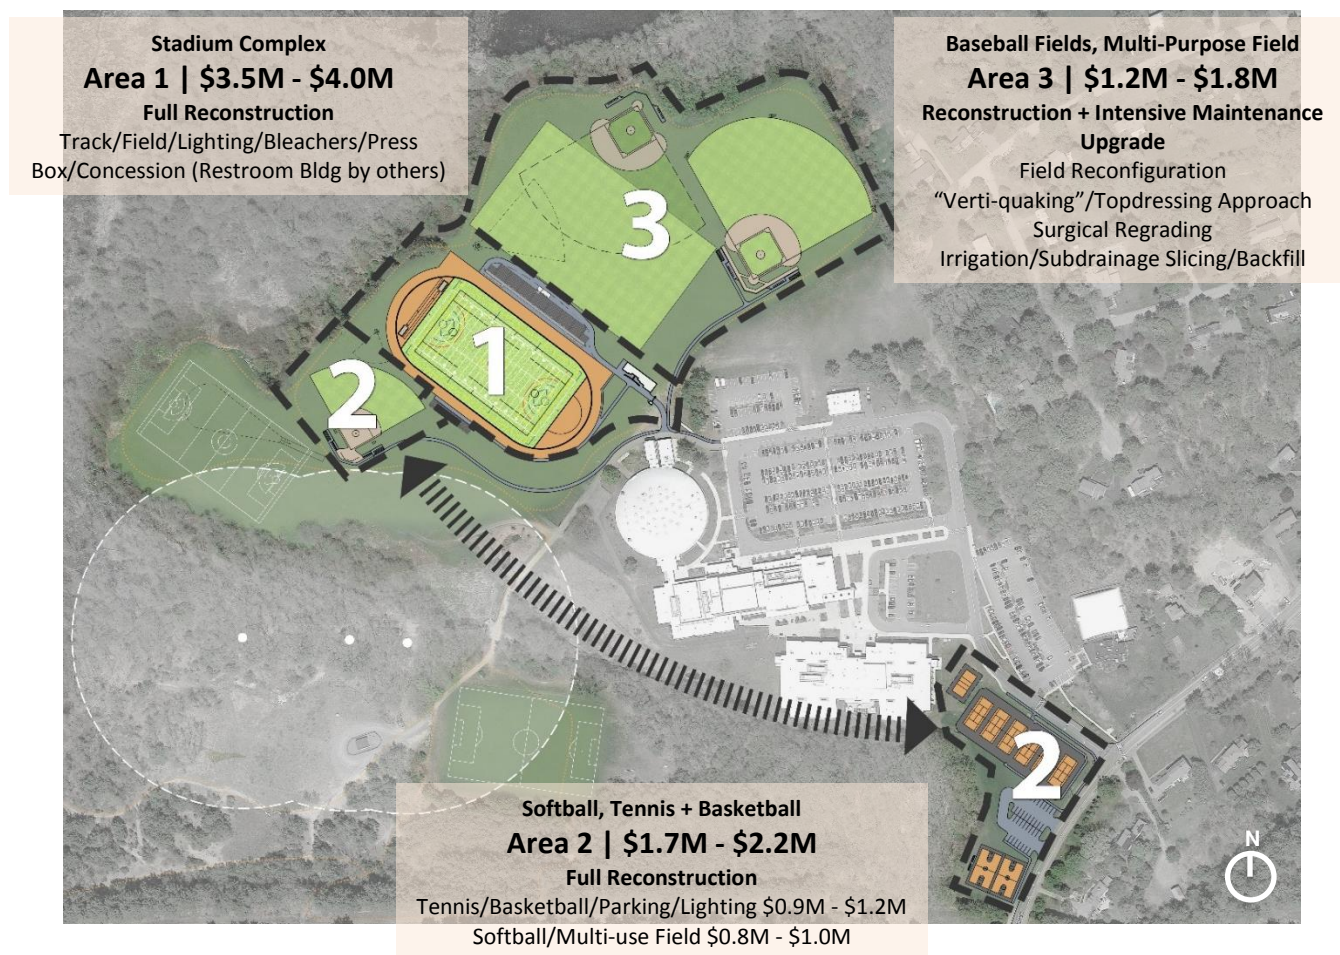 Stadium Complex
Area 1 | $3.5M - $4.0M
Full Reconstruction
Track/Field/Lighting/Bleachers/Press
Box/Concession (Restroom Bldg by others)
Baseball Fields, Multi-Purpose Field
Area 3 | $1.2M - $1.8M
Reconstruction + Intensive Maintenance
Upgrade
Field Reconfiguration
“Verti-quaking”/Topdressing Approach
Surgical Regrading
Irrigation/Subdrainage Slicing/Backfill
3
1
2
2
Softball, Tennis + Basketball
Area 2 | $1.7M - $2.2M
Full Reconstruction
Tennis/Basketball/Parking/Lighting $0.9M - $1.2M
Softball/Multi-use Field $0.8M - $1.0M
N